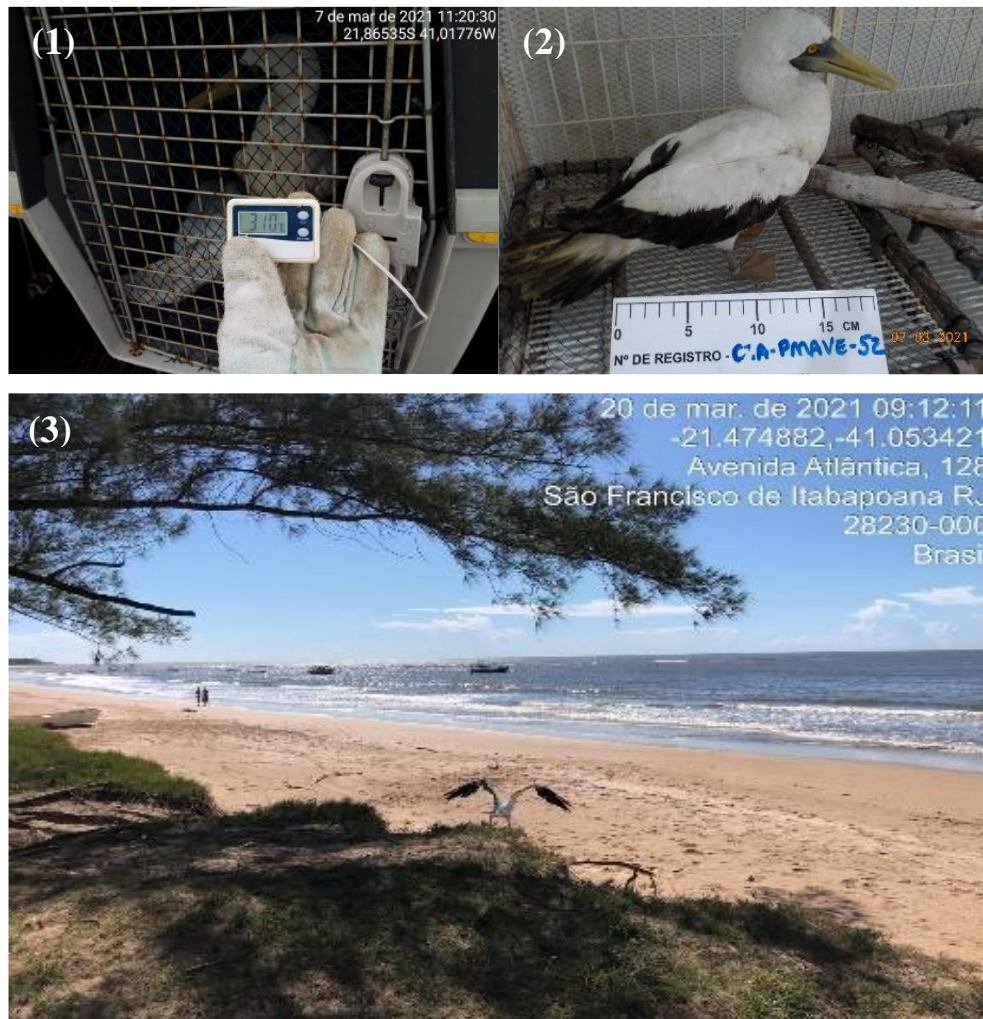 (1)
7 de mar de 2021 11:20:30
21,86535S 41,01776W
310
(2)
0 5 10 15 CM
Nº DE REGISTRO - C.A-PMAVE-52
07 03 2021
(3)
20 de mar. de 2021 09:12:11
-21.474882,-41.053421
Avenida Atlântica, 128
São Francisco de Itabapoana RJ
28230-000
Brasi